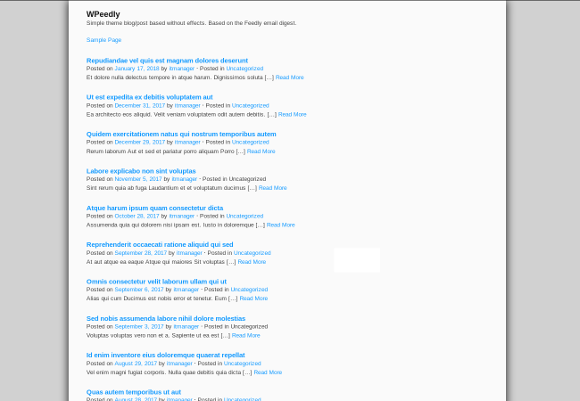 WPeedly
Simple theme blog/post based without effects. Based on the Feedly email digest.
Sample Page
Repudiandae vel quis est magnam dolores deserunt
Posted on January 17, 2018 by itmanager - Posted in Uncategorized
Et dolore nulla delectus tempore in atque harum. Dignissimos soluta [...] Read More
Ut est expedita ex debitis voluptatem aut
Posted on December 31, 2017 by itmanager - Posted in Uncategorized
Ea architecto eos aliquid. Velit veniam voluptatem odit autem debitis. [...] Read More
Quidem exercitationem natus qui nostrum temporibus autem
Posted on December 29, 2017 by itmanager - Posted in Uncategorized
Rerum laborum Aut et sed et pariatur porro aliquam Porro [...] Read More
Labore explicabo non sint voluptas
Posted on November 5, 2017 by itmanager - Posted in Uncategorized
Sint rerum quia ab fuga Laudantium et et voluptatum ducimus [...] Read More
Atque harum ipsum quam consectetur dicta
Posted on October 28, 2017 by itmanager - Posted in Uncategorized
Assumenda quia qui dolorem nisi ipsam est. Iusto in doloremque [...] Read More
Reprehenderit occaecati ratione aliquid qui sed
Posted on September 28, 2017 by itmanager - Posted in Uncategorized
At aut atque ea eaque Atque qui maiores Sit voluptas [...] Read More
Omnis consectetur velit laborum ullam qui ut
Posted on September 6, 2017 by itmanager - Posted in Uncategorized
Alias qui cum Ducimus est nobis error et tenetur. Eum [...] Read More
Sed nobis assumenda labore nihil dolore molestias
Posted on September 3, 2017 by itmanager - Posted in Uncategorized
Voluptas voluptas vero non et a. Sapiente ut ea est [...] Read More
Id enim inventore eius doloremque quaerat repellat
Posted on August 29, 2017 by itmanager - Posted in Uncategorized
Vel enim magni fugiat corporis. Nulla quae debitis quia dicta [...] Read More
Quas autem temporibus ut aut
Posted on August 28, 2017 by itmanager - Posted in Uncategorized